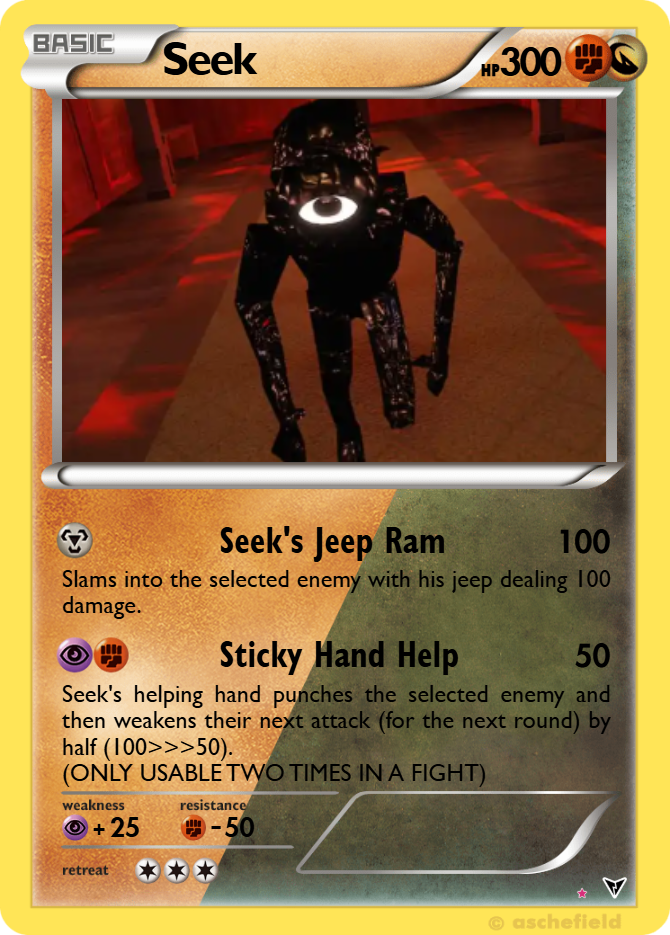 BASIC
Seek
HP300
Seek's Jeep Ram 100
Slams into the selected enemy with his jeep dealing 100
damage.
Sticky Hand Help 50
Seek's helping hand punches the selected enemy and
then weakens their next attack (for the next round) by
half (100>>>50).
(ONLY USABLE TWO TIMES IN A FIGHT)
weakness resistance
+25 -50
retreat
© aschefield